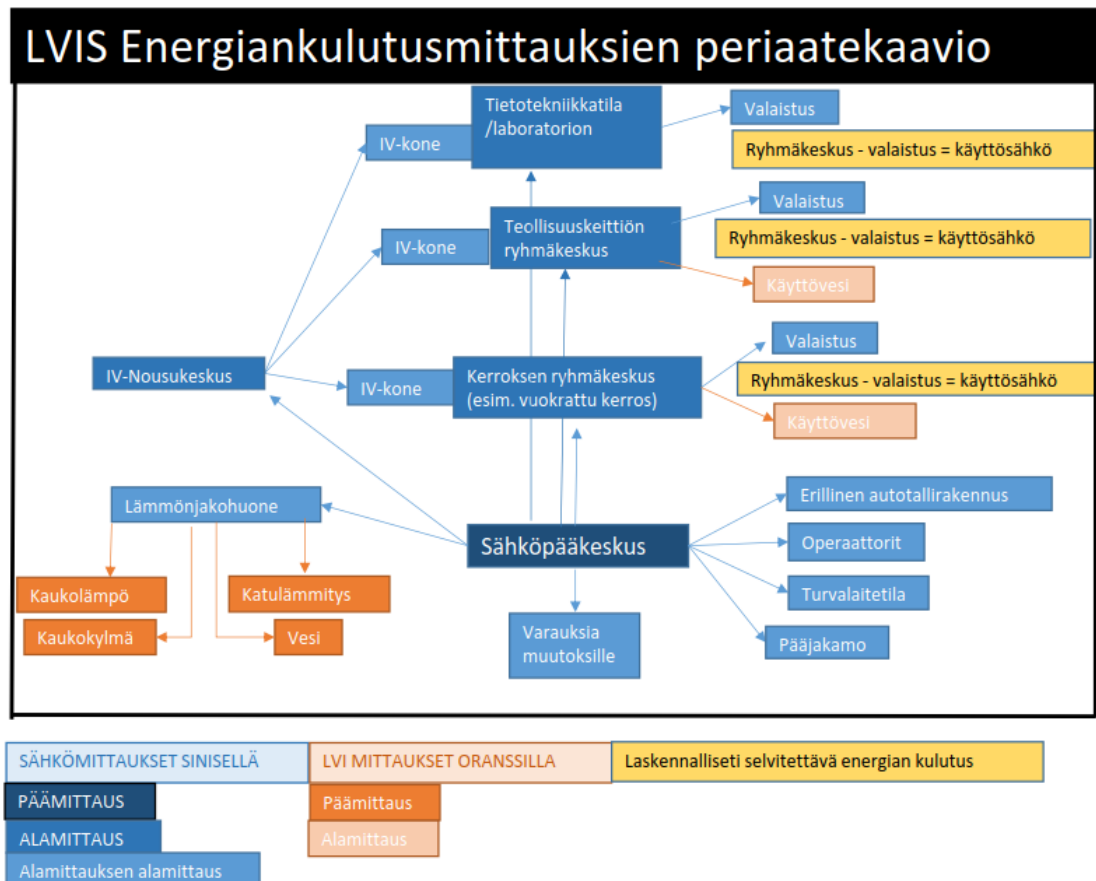 LVIS Energiankulutusmittauksien periaatekaavio
Tietotekniikkatila
/laboratorion
Valaistus
IV-kone
Ryhmäkeskus - valaistus = käyttösähkö
Valaistus
Teollisuuskeittiön
ryhmäkeskus
IV-kone
Ryhmäkeskus - valaistus = käyttösähkö
Käyttövesi
Valaistus
IV-Nousukeskus
Kerroksen ryhmäkeskus
(esim. vuokrattu kerros)
IV-kone
Ryhmäkeskus - valaistus = käyttösähkö
Käyttövesi
Lämmönjakohuone
Erillinen autotallirakennus
Sähköpääkeskus
Operaattorit
Kaukolämpö
Katulämmitys
Turvalaitetila
Kaukokylmä
Vesi
Varauksia
muutoksille
Pääjakamo
SÄHKÖMITTAUKSET SINISELLÄ
LVI MITTAUKSET ORANSSILLA
Laskennalliseti selvitettävä energian kulutus
PÄÄMITTAUS
Päämittaus
ALAMITTAUS
Alamittaus
Alamittauksen alamittaus